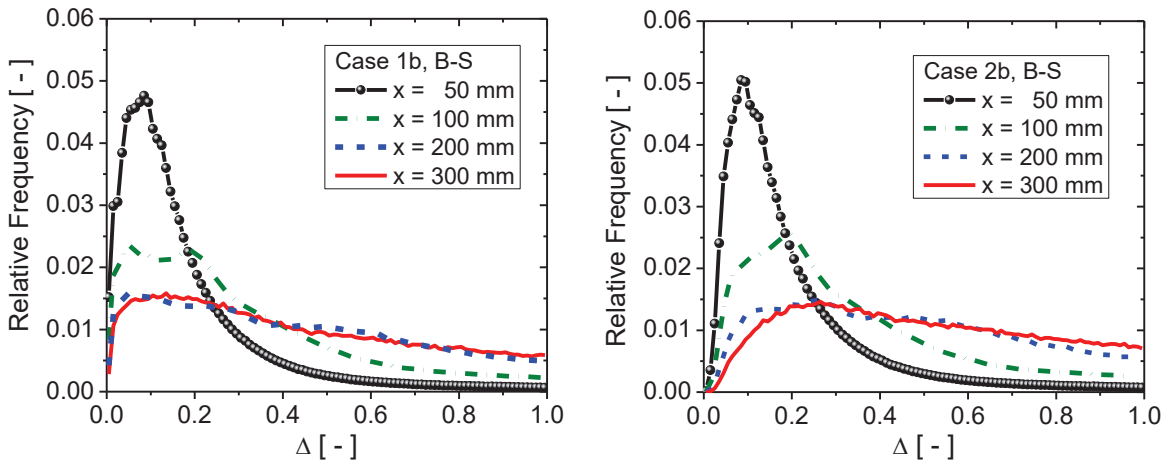 0.06
0.05
0.04
0.03
0.02
0.01
0.00
Relative Frequency [ - ]
Case 1b, B-S
x = 50 mm
x = 100 mm
x = 200 mm
x = 300 mm
0.0 0.2 0.4 0.6 0.8 1.0
Δ [ - ]
0.06
0.05
0.04
0.03
0.02
0.01
0.00
Relative Frequency [ - ]
Case 2b, B-S
x = 50 mm
x = 100 mm
x = 200 mm
x = 300 mm
0.0 0.2 0.4 0.6 0.8 1.0
Δ [ - ]